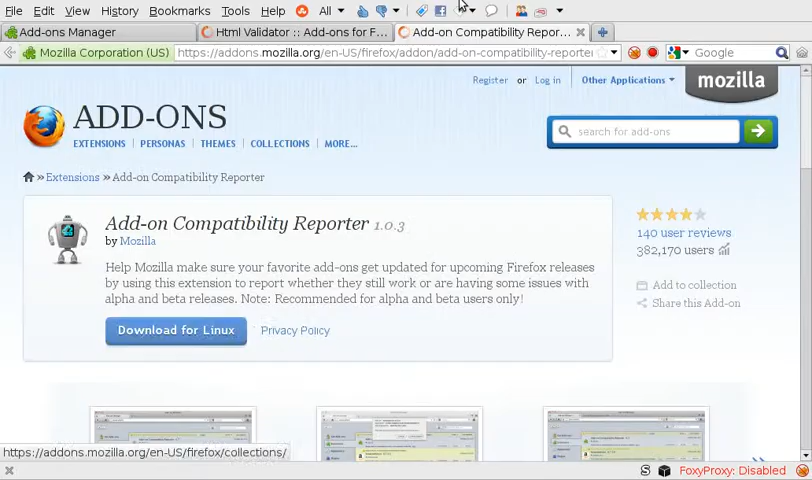 File Edit View History Bookmarks Tools Help All
Add-ons Manager
Html Validator :: Add-ons for F...
Add-on Compatibility Repor...
Mozilla Corporation (US)
https://addons.mozilla.org/en-US/firefox/addon/add-on-compatibility-reporte
Google
Register or Log in
Other Applications
mozilla
ADD-ONS
EXTENSIONS | PERSONAS | THEMES | COLLECTIONS | MORE...
search for add-ons
» Extensions » Add-on Compatibility Reporter
Add-on Compatibility Reporter 1.0.3
by Mozilla
Help Mozilla make sure your favorite add-ons get updated for upcoming Firefox releases
by using this extension to report whether they still work or are having some issues with
alpha and beta releases. Note: Recommended for alpha and beta users only!
Download for Linux
Privacy Policy
140 user reviews
382,170 users
Add to collection
Share this Add-on
https://addons.mozilla.org/en-US/firefox/collections/
FoxyProxy: Disabled